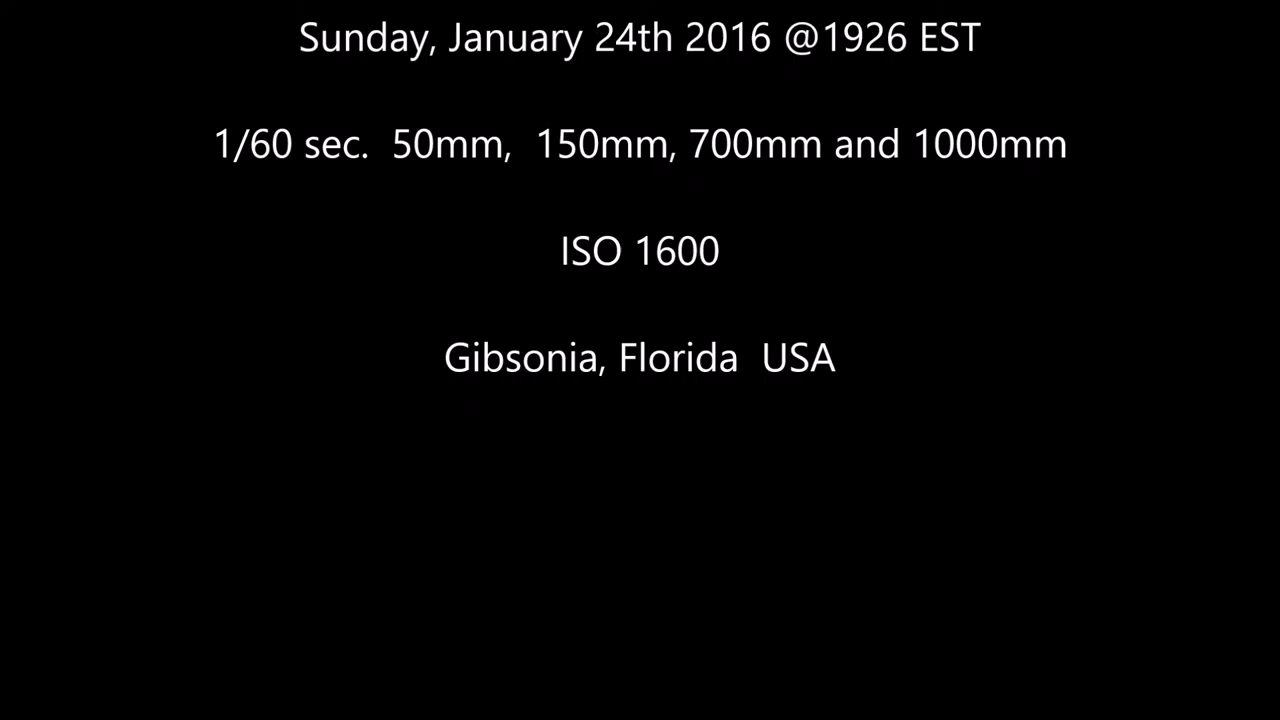 Sunday, January 24th 2016 @1926 EST
1/60 sec.  50mm,  150mm, 700mm and 1000mm
ISO 1600
Gibsonia, Florida  USA